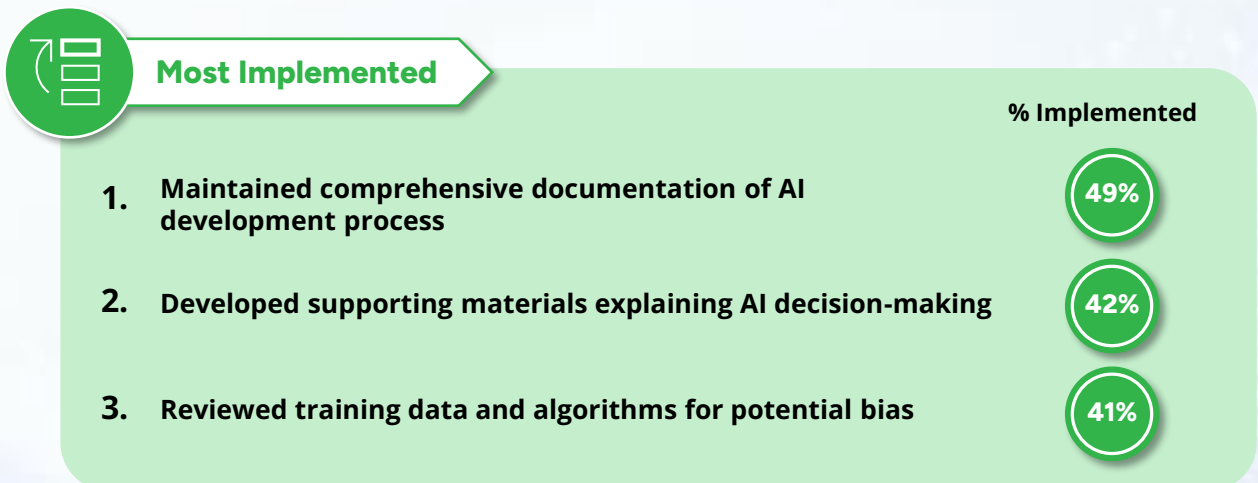 Most Implemented
% Implemented
1. Maintained comprehensive documentation of AI
development process
49%
2. Developed supporting materials explaining AI decision-making
42%
3. Reviewed training data and algorithms for potential bias
41%